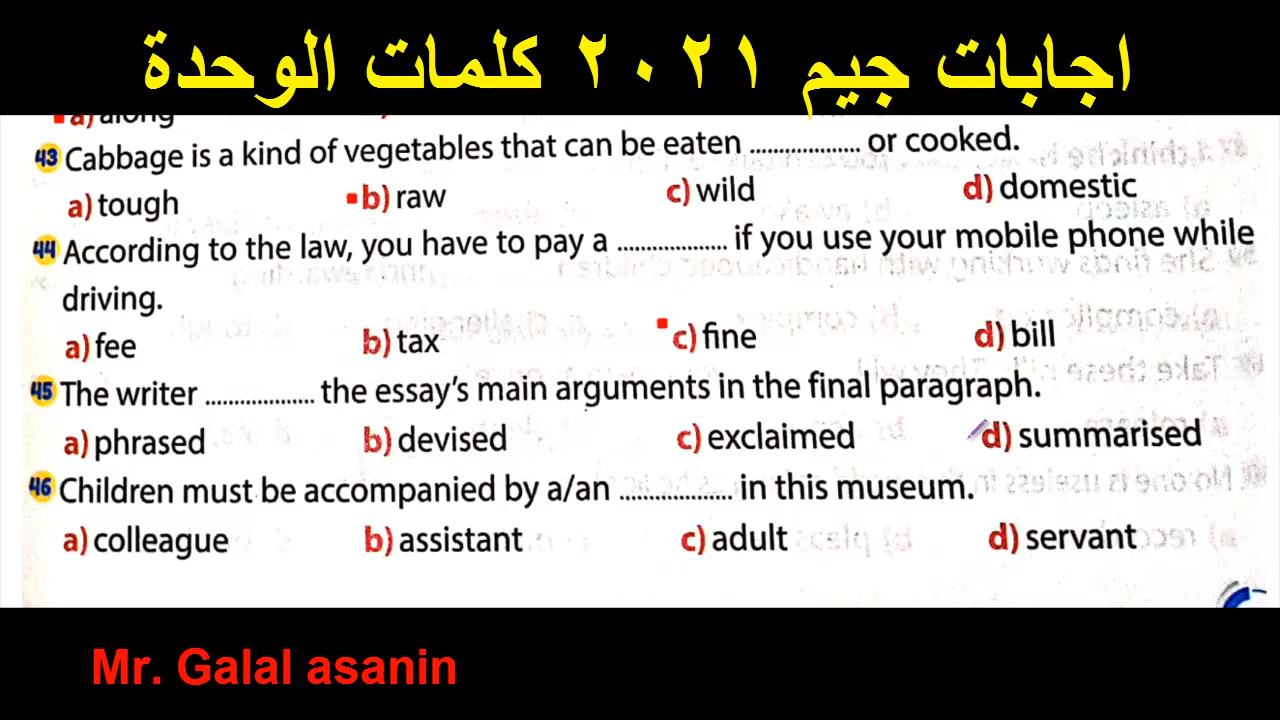 اجابات جيم ٢٠٢١ كلمات الوحدة
a) along
43 Cabbage is a kind of vegetables that can be eaten ................... or cooked.
a) tough b) raw c) wild d) domestic
44 According to the law, you have to pay a ................... if you use your mobile phone while
driving.
a) fee b) tax c) fine d) bill
45 The writer ................... the essay's main arguments in the final paragraph.
a) phrased b) devised c) exclaimed d) summarised
46 Children must be accompanied by a/an ................... in this museum.
a) colleague b) assistant c) adult d) servant
Mr. Galal asanin